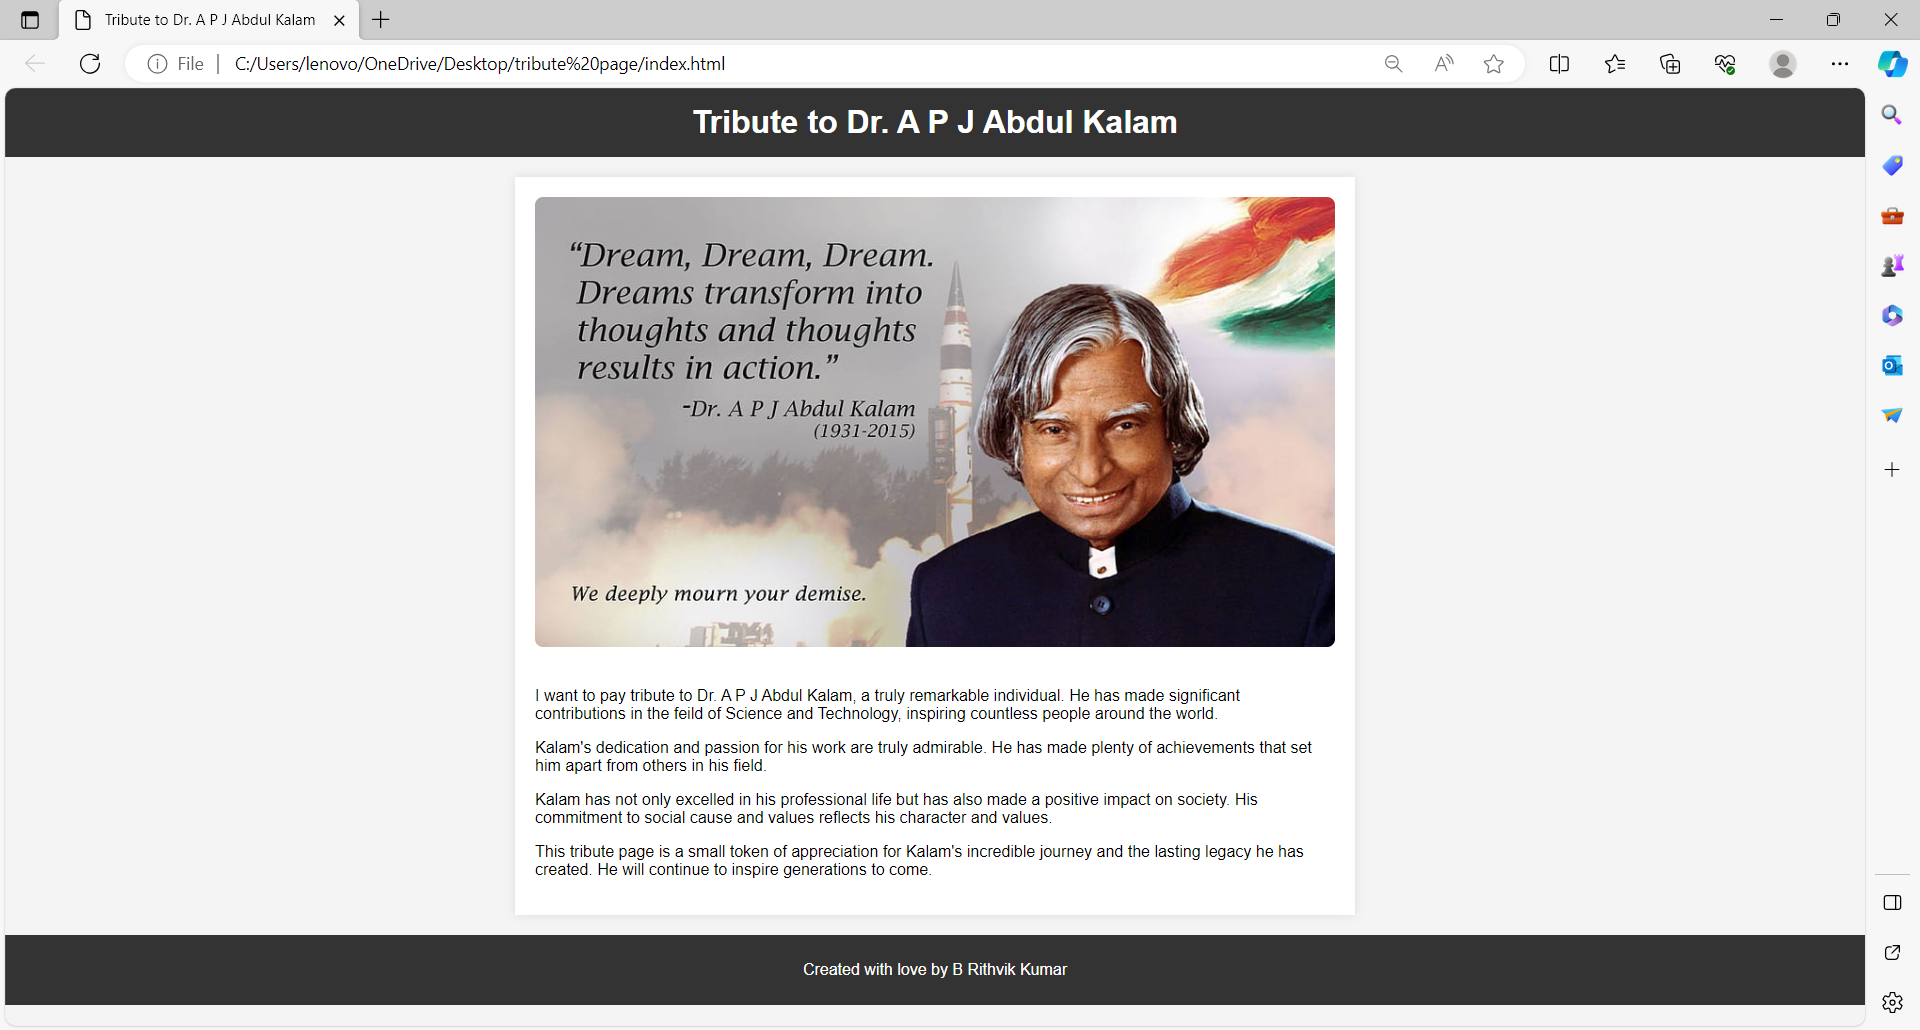 Tribute to Dr. A P J Abdul Kalam
File
C:/Users/lenovo/OneDrive/Desktop/tribute%20page/index.html
Tribute to Dr. A P J Abdul Kalam
“Dream, Dream, Dream.
Dreams transform into
thoughts and thoughts
results in action.”
-Dr. A P J Abdul Kalam
(1931-2015)
We deeply mourn your demise.
I want to pay tribute to Dr. A P J Abdul Kalam, a truly remarkable individual. He has made significant
contributions in the feild of Science and Technology, inspiring countless people around the world.
Kalam's dedication and passion for his work are truly admirable. He has made plenty of achievements that set
him apart from others in his field.
Kalam has not only excelled in his professional life but has also made a positive impact on society. His
commitment to social cause and values reflects his character and values.
This tribute page is a small token of appreciation for Kalam's incredible journey and the lasting legacy he has
created. He will continue to inspire generations to come.
Created with love by B Rithvik Kumar